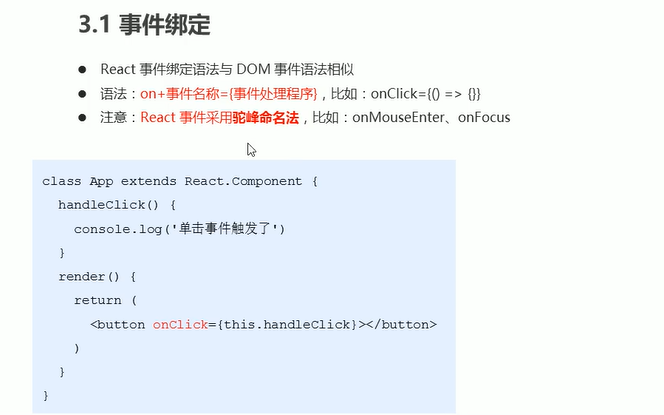 3.1 事件绑定
● React 事件绑定语法与 DOM 事件语法相似
● 语法：on+事件名称={事件处理程序}，比如：onClick={() => {}}
● 注意：React 事件采用驼峰命名法，比如：onMouseEnter、onFocus
class App extends React.Component {
  handleClick() {
    console.log('单击事件触发了')
  }
  render() {
    return (
      <button onClick={this.handleClick}></button>
    )
  }
}